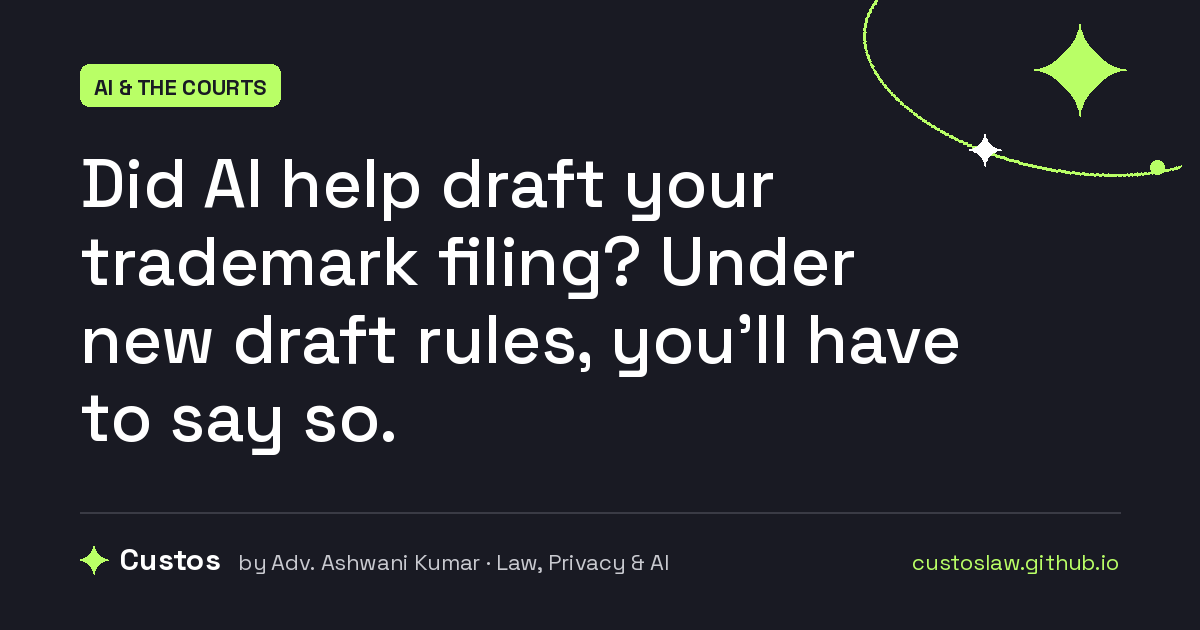 AI & THE COURTS
Did AI help draft your
trademark filing? Under
new draft rules, you’ll have
to say so.
Custos by Adv. Ashwani Kumar · Law, Privacy & AI
custoslaw.github.io